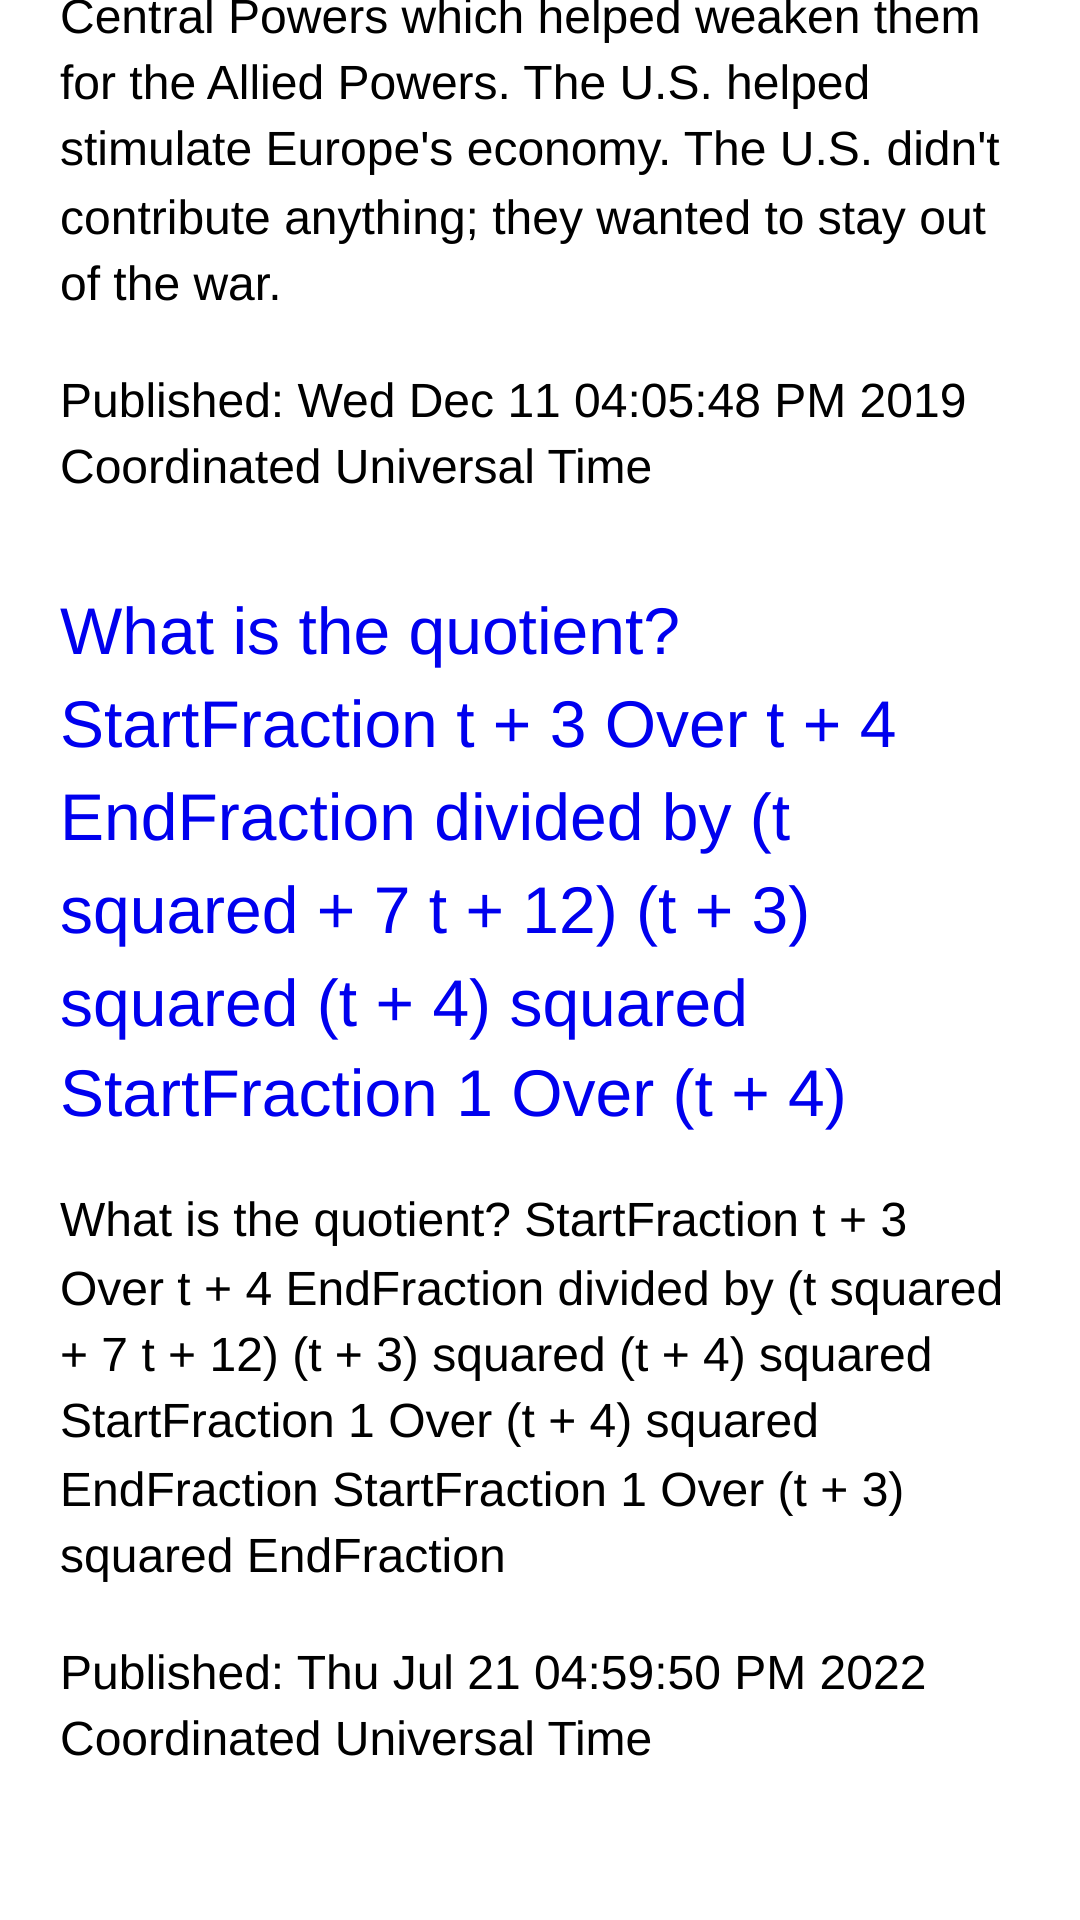 Central Powers which helped weaken them
for the Allied Powers. The U.S. helped
stimulate Europe's economy. The U.S. didn't
contribute anything; they wanted to stay out
of the war.
Published: Wed Dec 11 04:05:48 PM 2019
Coordinated Universal Time
What is the quotient?
StartFraction t + 3 Over t + 4
EndFraction divided by (t
squared + 7 t + 12) (t + 3)
squared (t + 4) squared
StartFraction 1 Over (t + 4)
What is the quotient? StartFraction t + 3
Over t + 4 EndFraction divided by (t squared
+ 7 t + 12) (t + 3) squared (t + 4) squared
StartFraction 1 Over (t + 4) squared
EndFraction StartFraction 1 Over (t + 3)
squared EndFraction
Published: Thu Jul 21 04:59:50 PM 2022
Coordinated Universal Time